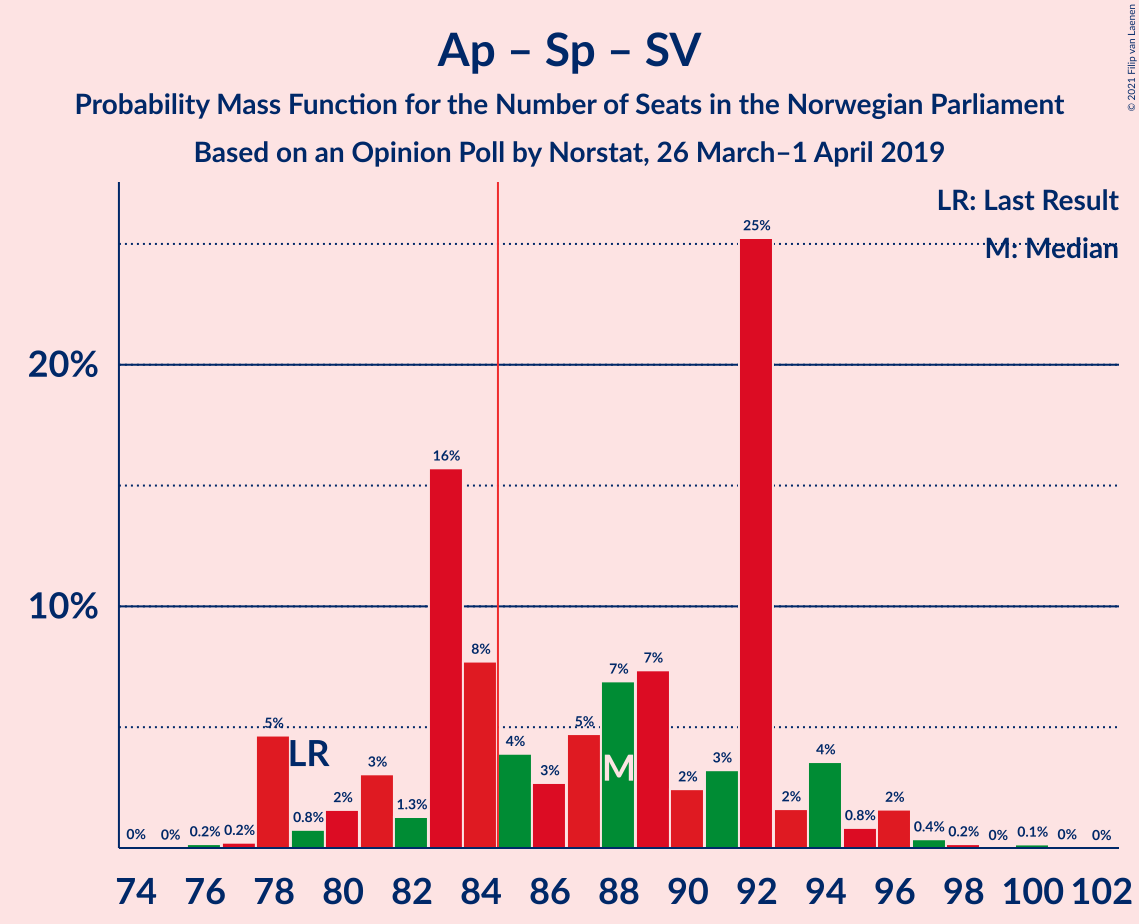 Ap – Sp – SV
Probability Mass Function for the Number of Seats in the Norwegian Parliament
Based on an Opinion Poll by Norstat, 26 March–1 April 2019
© 2021 Filip van Laenen
LR: Last Result
M: Median
20%
10%
0% 0% 0.2% 0.2% 5% 0.8% 2% 3% 1.3% 16% 8% 4% 3% 5% 7% 7% 2% 3% 25% 2% 4% 0.8% 2% 0.4% 0.2% 0% 0.1% 0% 0%
LR
M
74 76 78 80 82 84 86 88 90 92 94 96 98 100 102